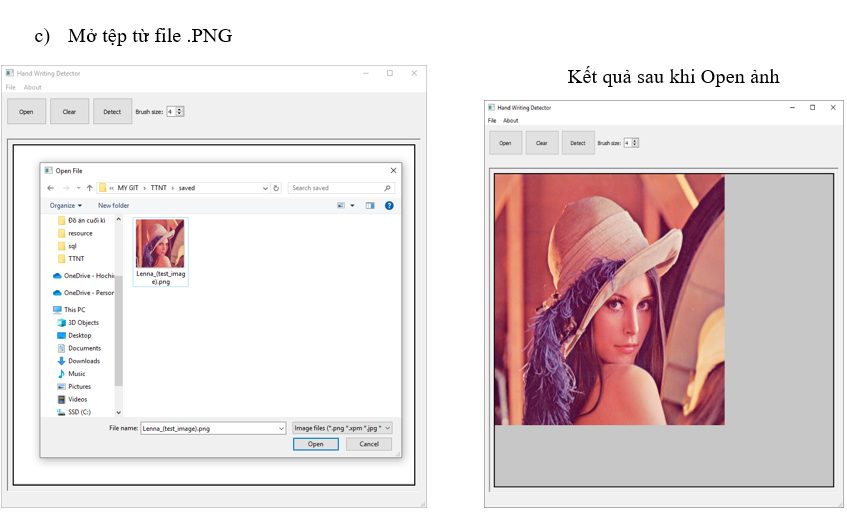 c) Mở tệp từ file .PNG
Hand Writing Detector
File About
Open Clear Detect Brush size: 4
Open File
« MY GIT › TTNT › saved
Search saved
Organize New folder
Đồ án cuối kì
resource
sql
TTNT
OneDrive - Hochi
OneDrive - Person
This PC
3D Objects
Desktop
Documents
Downloads
Music
Pictures
Videos
SSD (C:)
Lenna_(test_imag
e).png
File name: Lenna_(test_image).png
Image files (*.png *.xpm *.jpg *
Open Cancel
Kết quả sau khi Open ảnh
Hand Writing Detector
File About
Open Clear Detect Brush size: 4